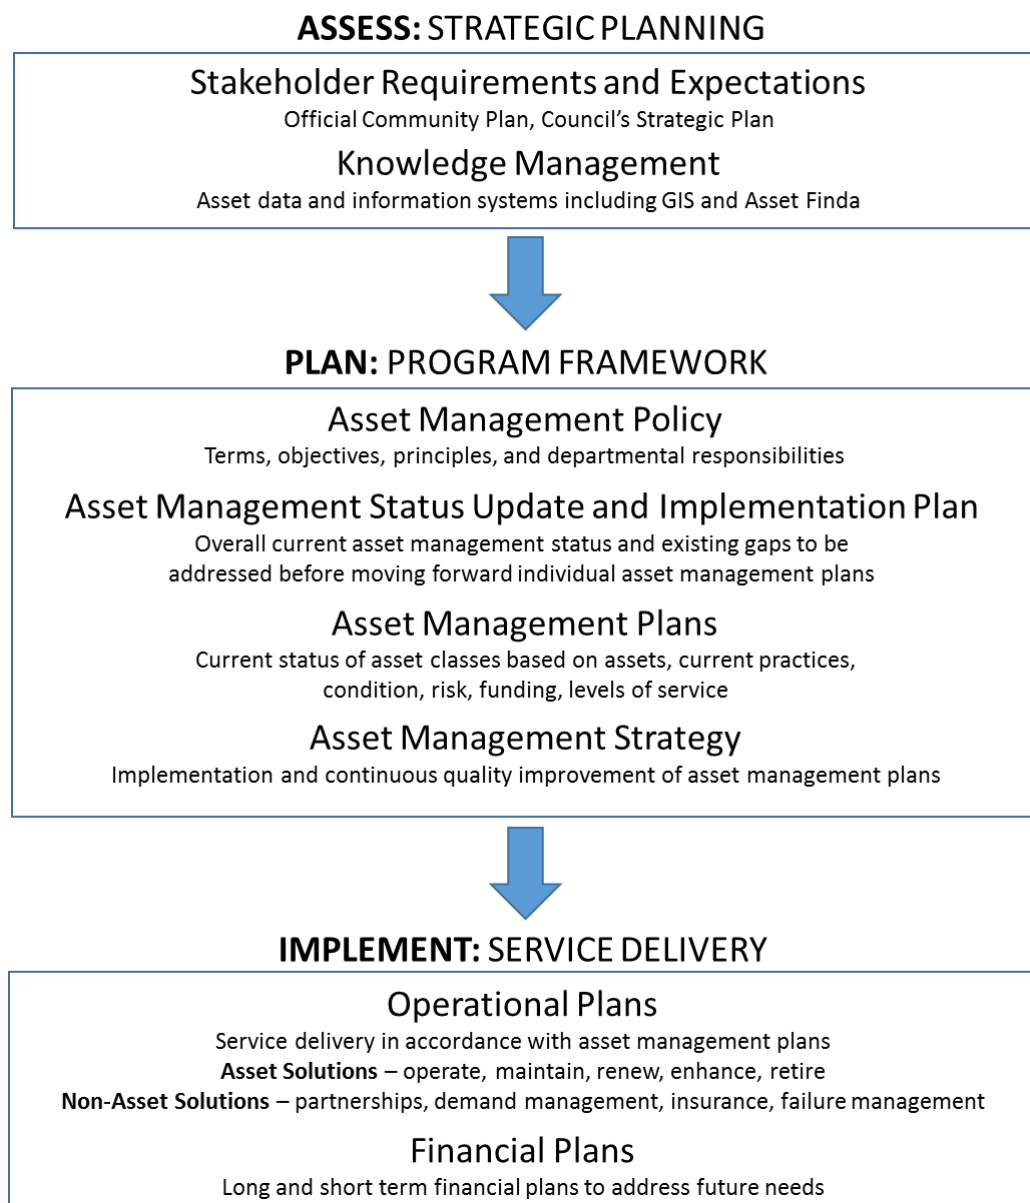 ASSESS: STRATEGIC PLANNING
Stakeholder Requirements and Expectations
Official Community Plan, Council’s Strategic Plan
Knowledge Management
Asset data and information systems including GIS and Asset Finda
PLAN: PROGRAM FRAMEWORK
Asset Management Policy
Terms, objectives, principles, and departmental responsibilities
Asset Management Status Update and Implementation Plan
Overall current asset management status and existing gaps to be
addressed before moving forward individual asset management plans
Asset Management Plans
Current status of asset classes based on assets, current practices,
condition, risk, funding, levels of service
Asset Management Strategy
Implementation and continuous quality improvement of asset management plans
IMPLEMENT: SERVICE DELIVERY
Operational Plans
Service delivery in accordance with asset management plans
Asset Solutions – operate, maintain, renew, enhance, retire
Non-Asset Solutions – partnerships, demand management, insurance, failure management
Financial Plans
Long and short term financial plans to address future needs